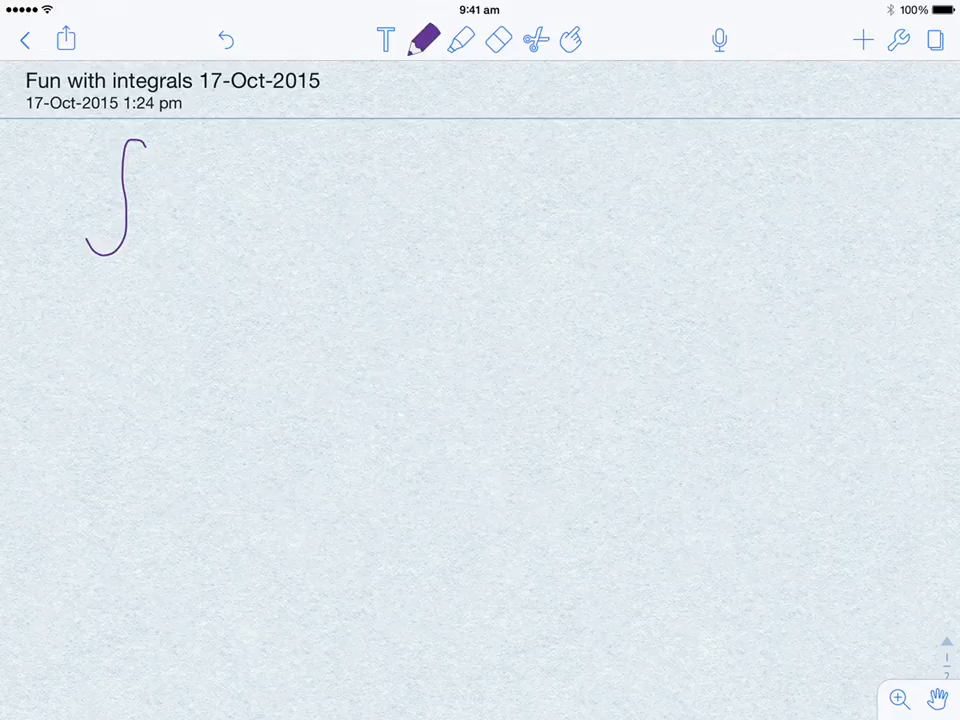 9:41 am
100%
Fun with integrals 17-Oct-2015
17-Oct-2015 1:24 pm
∫